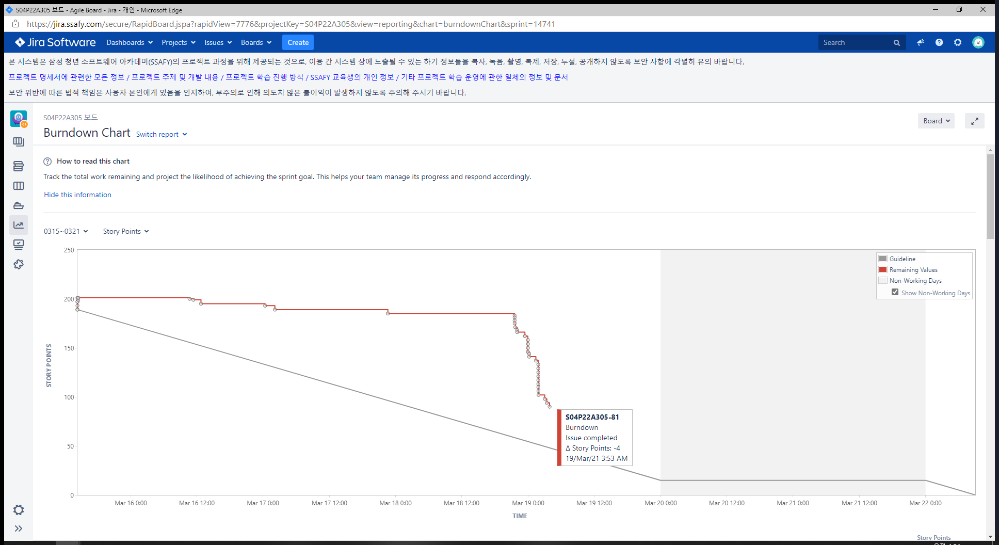 S04P22A305 보드 - Agile Board - Jira - 개인 - Microsoft Edge
https://jira.ssafy.com/secure/RapidBoard.jspa?rapidView=7776&projectKey=S04P22A305&view=reporting&chart=burndownChart&sprint=14741
Jira Software Dashboards Projects Issues Boards Create Search
본 시스템은 삼성 청년 소프트웨어 아카데미(SSAFY)의 프로젝트 과정을 위해 제공되는 것으로, 이용 간 시스템 상에 노출될 수 있는 하기 정보들을 복사, 녹음, 촬영, 복제, 저장, 누설, 공개하지 않도록 보안 사항에 각별히 유의 바랍니다.
프로젝트 명세서에 관련한 모든 정보 / 프로젝트 주제 및 개발 내용 / 프로젝트 학습 진행 방식 / SSAFY 교육생의 개인 정보 / 기타 프로젝트 학습 운영에 관한 일체의 정보 및 문서
보안 위반에 따른 법적 책임은 사용자 본인에게 있음을 인지하여, 부주의로 인해 의도치 않은 불이익이 발생하지 않도록 주의해 주시기 바랍니다.
S04P22A305 보드
Burndown Chart Switch report
Board
How to read this chart
Track the total work remaining and project the likelihood of achieving the sprint goal. This helps your team manage its progress and respond accordingly.
Hide this information
0315~0321 Story Points
250
Guideline
Remaining Values
Non-Working Days
Show Non-Working Days
200
150
STORY POINTS
100
S04P22A305-81
Burndown
Issue completed
Δ Story Points: -4
19/Mar/21 3:53 AM
50
0
Mar 16 0:00 Mar 16 12:00 Mar 17 0:00 Mar 17 12:00 Mar 18 0:00 Mar 18 12:00 Mar 19 0:00 Mar 19 12:00 Mar 20 0:00 Mar 20 12:00 Mar 21 0:00 Mar 21 12:00 Mar 22 0:00
TIME
Story Points